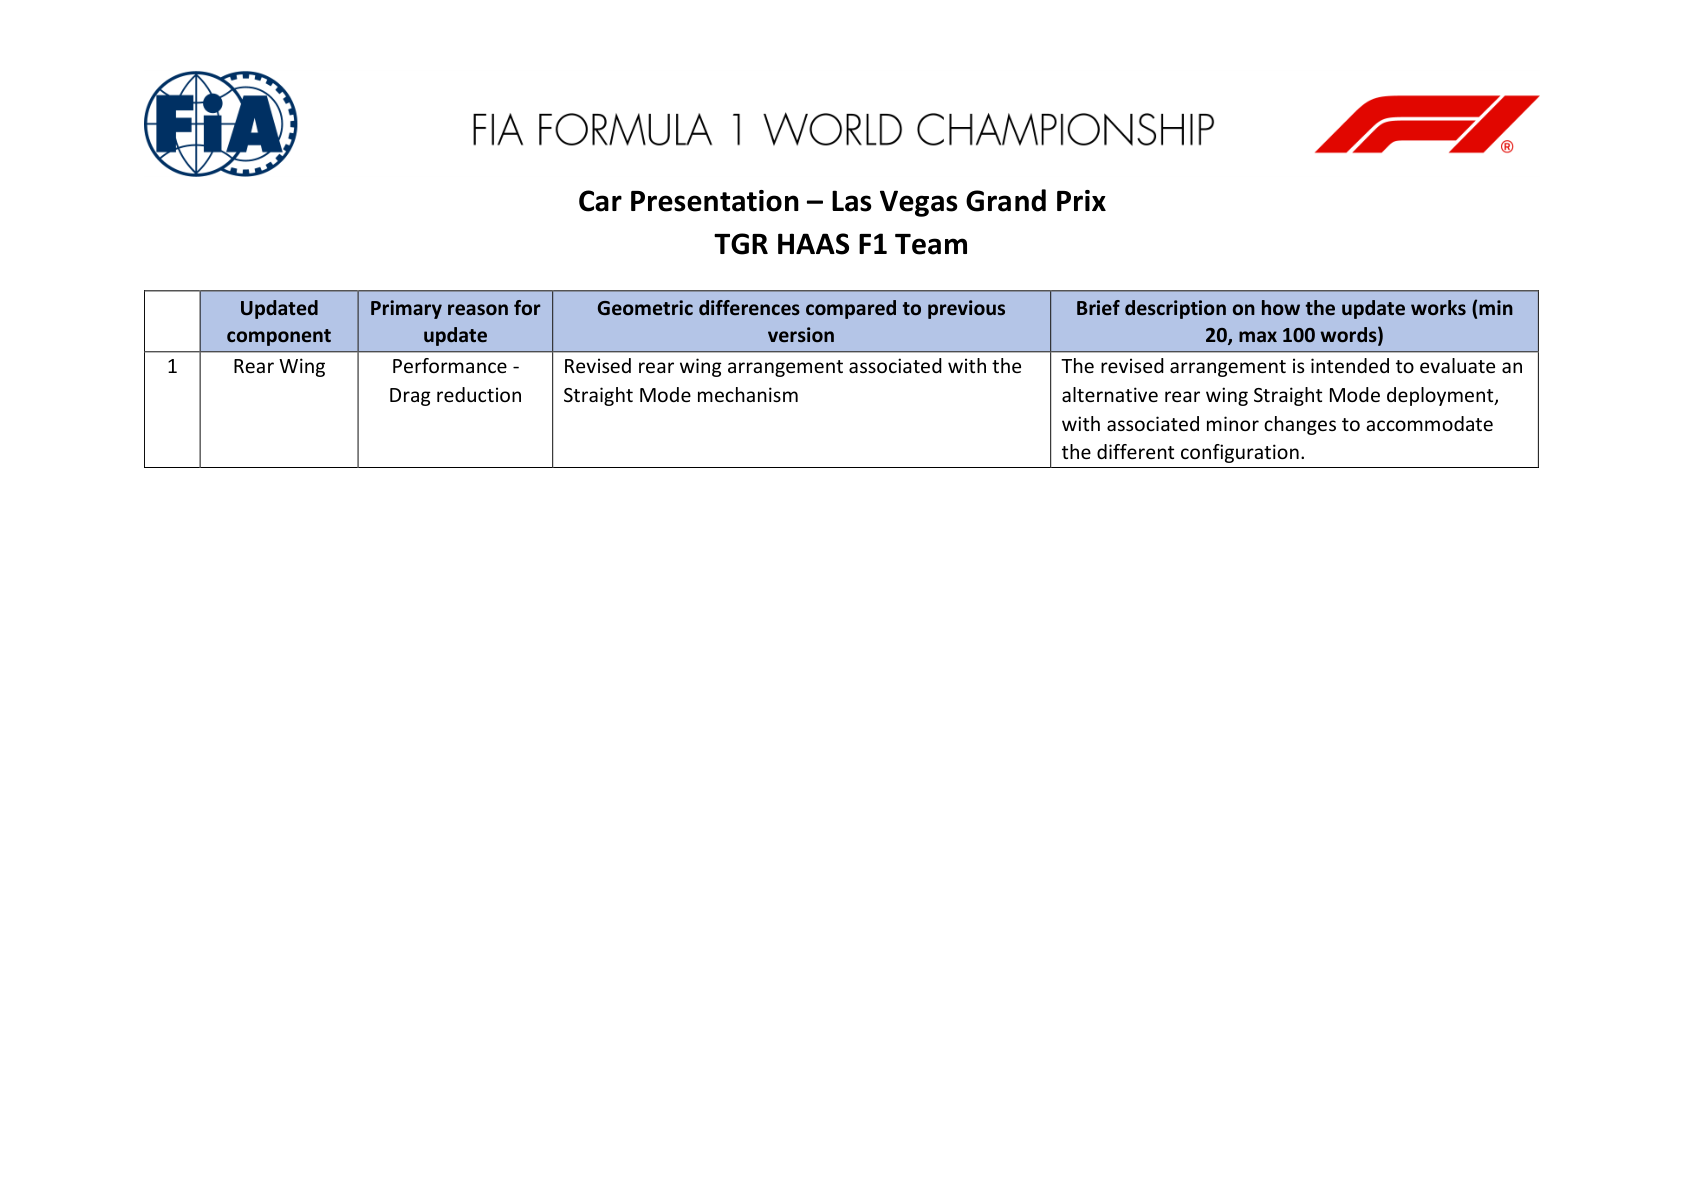 FiA
FIA FORMULA 1 WORLD CHAMPIONSHIP
F1®
Car Presentation – Las Vegas Grand Prix
TGR HAAS F1 Team
Updated component
Primary reason for update
Geometric differences compared to previous version
Brief description on how the update works (min 20, max 100 words)
1
Rear Wing
Performance -
Drag reduction
Revised rear wing arrangement associated with the
Straight Mode mechanism
The revised arrangement is intended to evaluate an
alternative rear wing Straight Mode deployment,
with associated minor changes to accommodate
the different configuration.